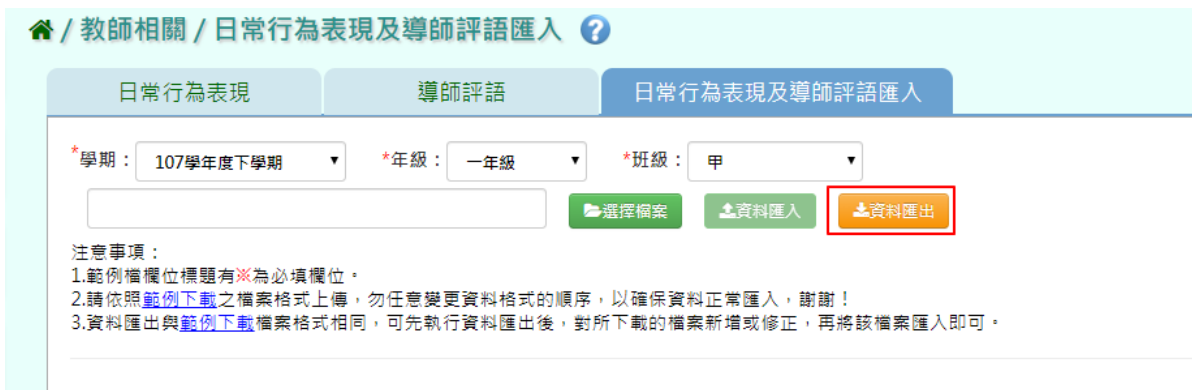 / 教師相關 / 日常行為表現及導師評語匯入 ?
日常行為表現 導師評語 日常行為表現及導師評語匯入
*學期： 107學年度下學期 *年級： 一年級 *班級： 甲
選擇檔案 資料匯入 資料匯出
注意事項：
1.範例檔欄位標題有※為必填欄位。
2.請依照範例下載之檔案格式上傳，勿任意變更資料格式的順序，以確保資料正常匯入，謝謝！
3.資料匯出與範例下載檔案格式相同，可先執行資料匯出後，對所下載的檔案新增或修正，再將該檔案匯入即可。